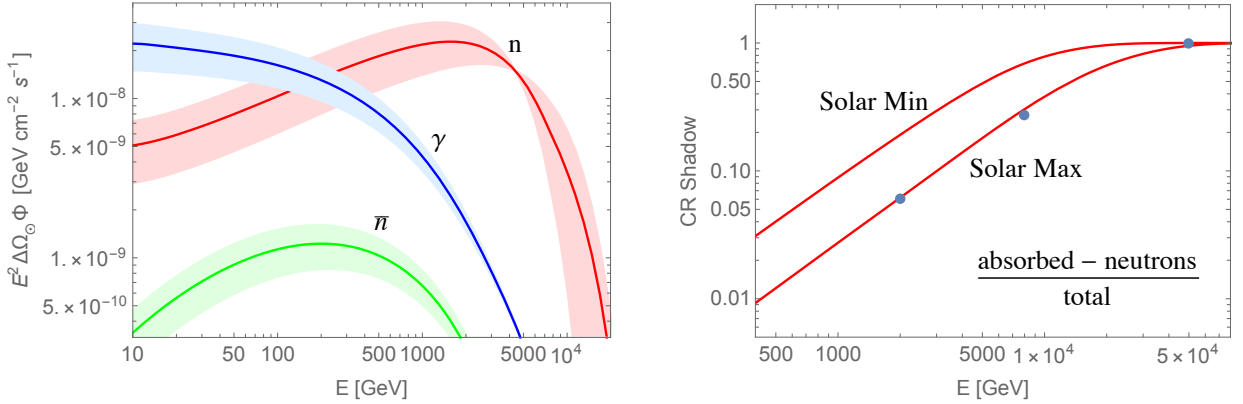 E² ΔΩ⊙ Φ [GeV cm⁻² s⁻¹]
1.×10⁻⁸
5.×10⁻⁹
1.×10⁻⁹
5.×10⁻¹⁰
n
γ
n̅
10 50 100 500 1000 5000 10⁴
E [GeV]
CR Shadow
1
0.50
0.10
0.05
0.01
Solar Min
Solar Max
absorbed − neutrons
total
500 1000 5000 1×10⁴ 5×10⁴
E [GeV]